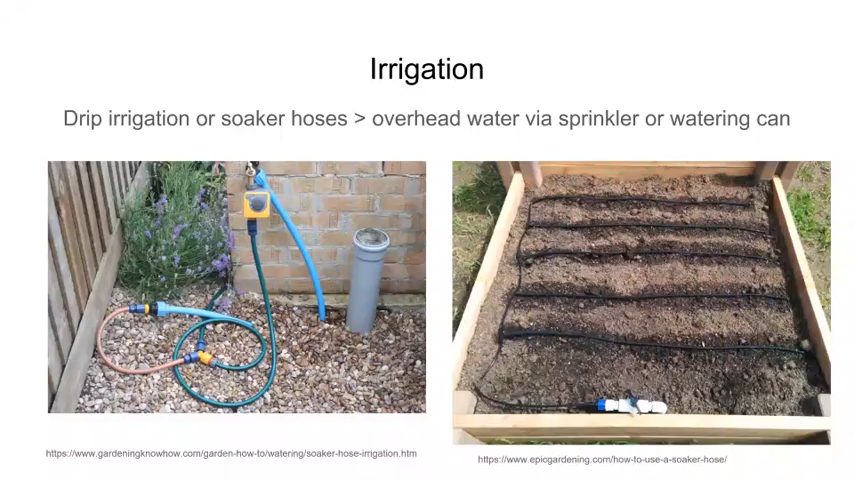 Irrigation
Drip irrigation or soaker hoses > overhead water via sprinkler or watering can
https://www.gardeningknowhow.com/garden-how-to/watering/soaker-hose-irrigation.htm
https://www.epicgardening.com/how-to-use-a-soaker-hose/